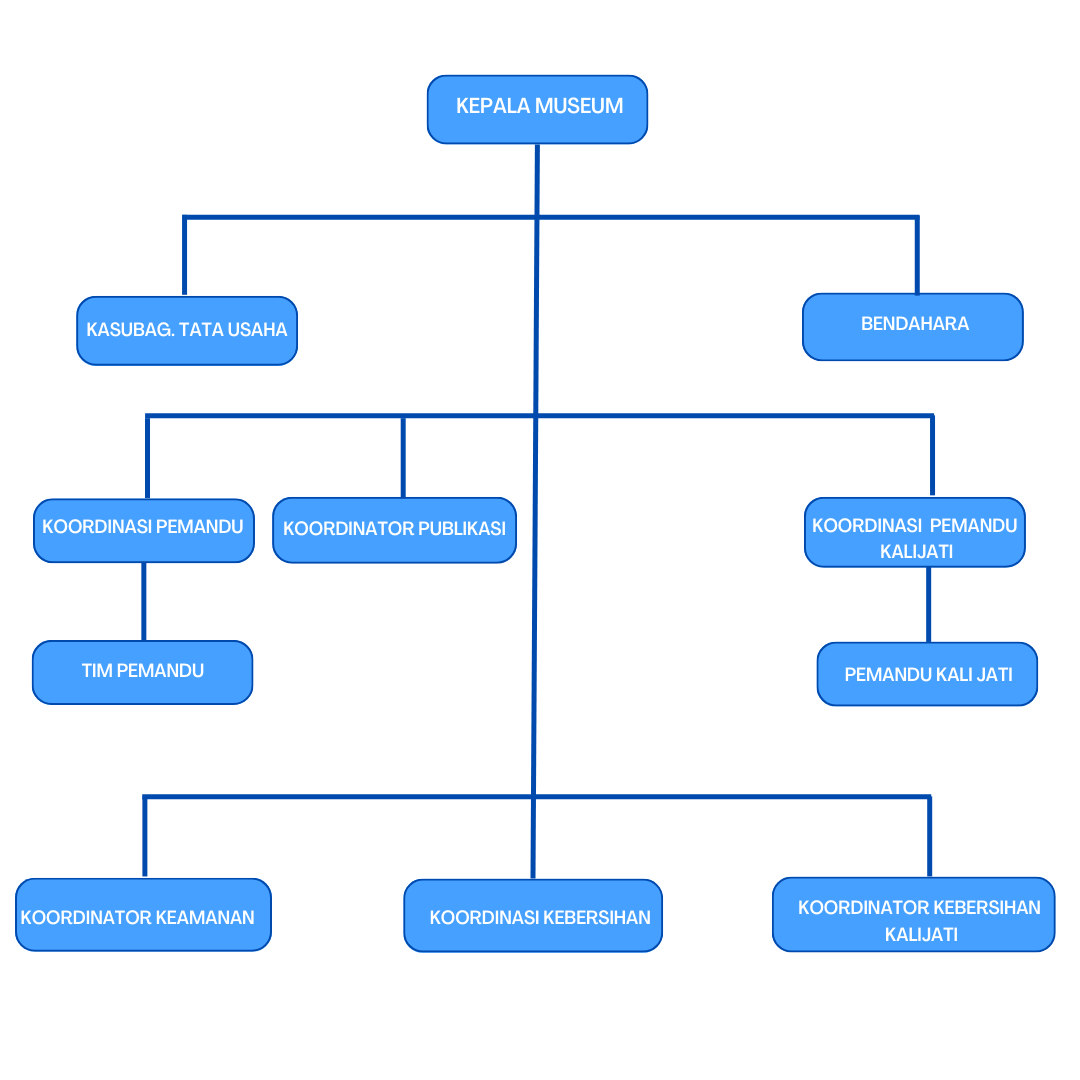 KEPALA MUSEUM
KASUBAG. TATA USAHA
BENDAHARA
KOORDINASI PEMANDU
KOORDINATOR PUBLIKASI
KOORDINASI PEMANDU
KALIJATI
TIM PEMANDU
PEMANDU KALI JATI
KOORDINATOR KEAMANAN
KOORDINASI KEBERSIHAN
KOORDINATOR KEBERSIHAN
KALIJATI